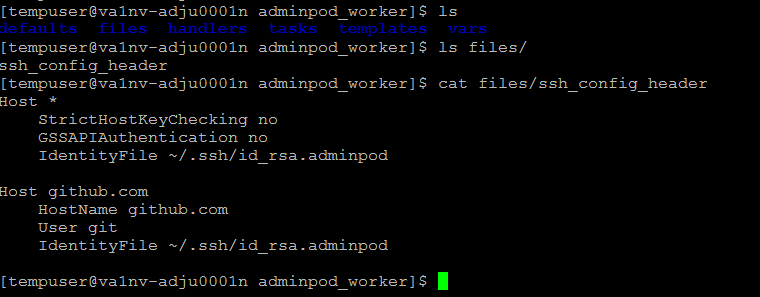 [tempuser@va1nv-adju0001n adminpod_worker]$ ls
defaults files handlers tasks templates vars
[tempuser@va1nv-adju0001n adminpod_worker]$ ls files/
ssh_config_header
[tempuser@va1nv-adju0001n adminpod_worker]$ cat files/ssh_config_header
Host *
    StrictHostKeyChecking no
    GSSAPIAuthentication no
    IdentityFile ~/.ssh/id_rsa.adminpod

Host github.com
    HostName github.com
    User git
    IdentityFile ~/.ssh/id_rsa.adminpod

[tempuser@va1nv-adju0001n adminpod_worker]$